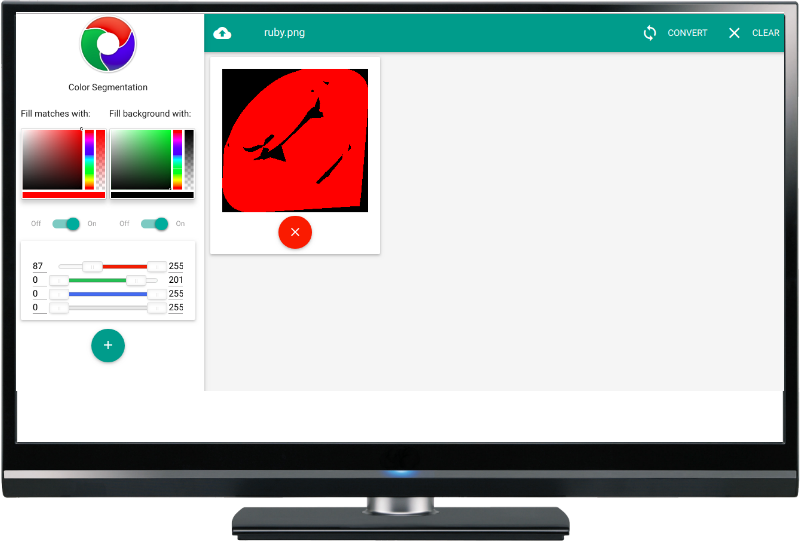 ruby.png
CONVERT
CLEAR
Color Segmentation
Fill matches with:
Fill background with:
Off
On
Off
On
87
255
0
201
0
255
0
255